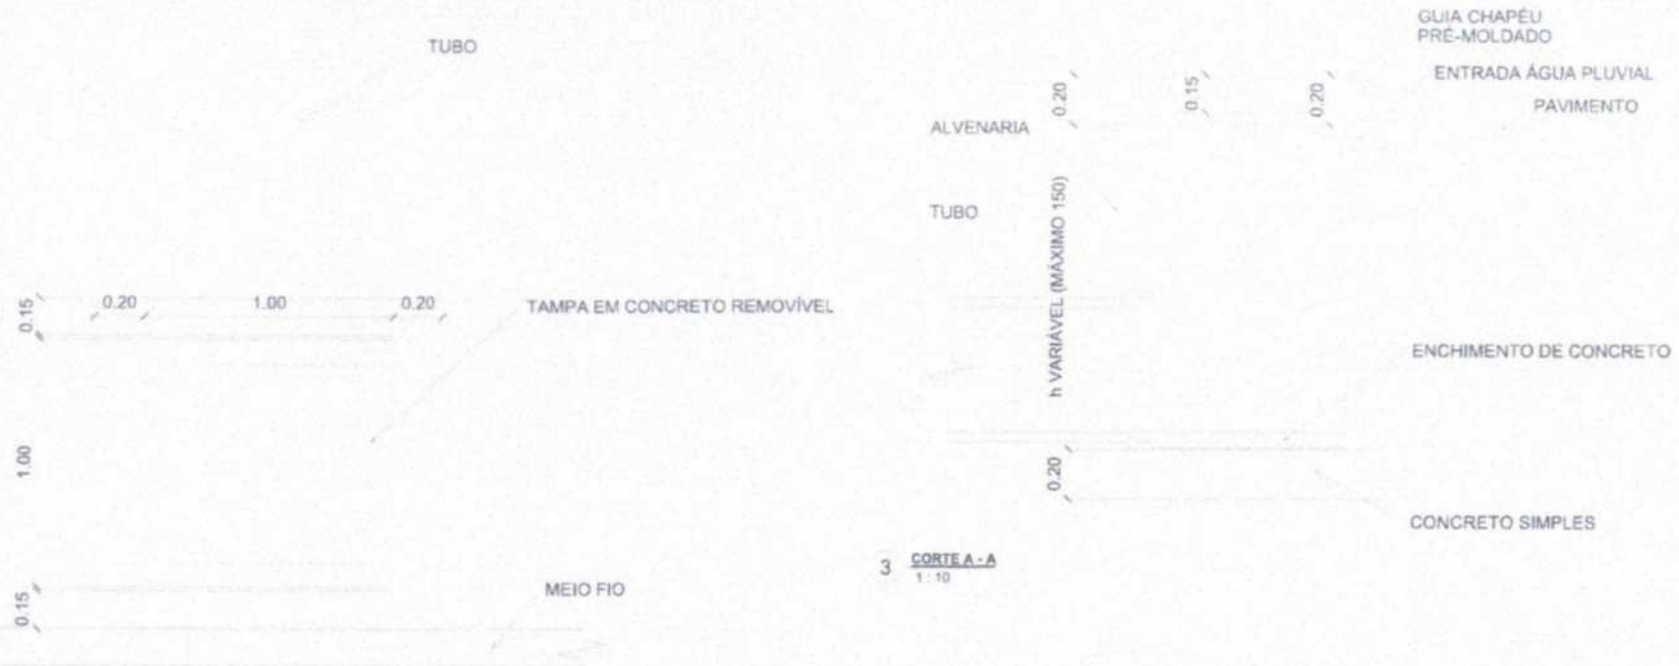 TUBO
0.15
0.20
1.00
0.20
TAMPA EM CONCRETO REMOVÍVEL
1.00
0.15
MEIO FIO
GUIA CHAPÉU
PRÉ-MOLDADO
ENTRADA ÁGUA PLUVIAL
PAVIMENTO
0.20
0.15
0.20
ALVENARIA
TUBO
h VARIÁVEL (MÁXIMO 150)
ENCHIMENTO DE CONCRETO
0.20
CONCRETO SIMPLES
3 CORTE A - A
1 : 10